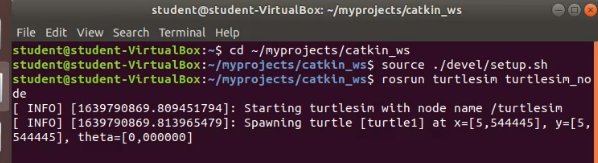 student@student-VirtualBox: ~/myprojects/catkin_ws
File Edit View Search Terminal Help
student@student-VirtualBox:~$ cd ~/myprojects/catkin_ws
student@student-VirtualBox:~/myprojects/catkin_ws$ source ./devel/setup.sh
student@student-VirtualBox:~/myprojects/catkin_ws$ rosrun turtlesim turtlesim_no
de
[ INFO] [1639790869.809451794]: Starting turtlesim with node name /turtlesim
[ INFO] [1639790869.813965479]: Spawning turtle [turtle1] at x=[5,544445], y=[5,
544445], theta=[0,000000]